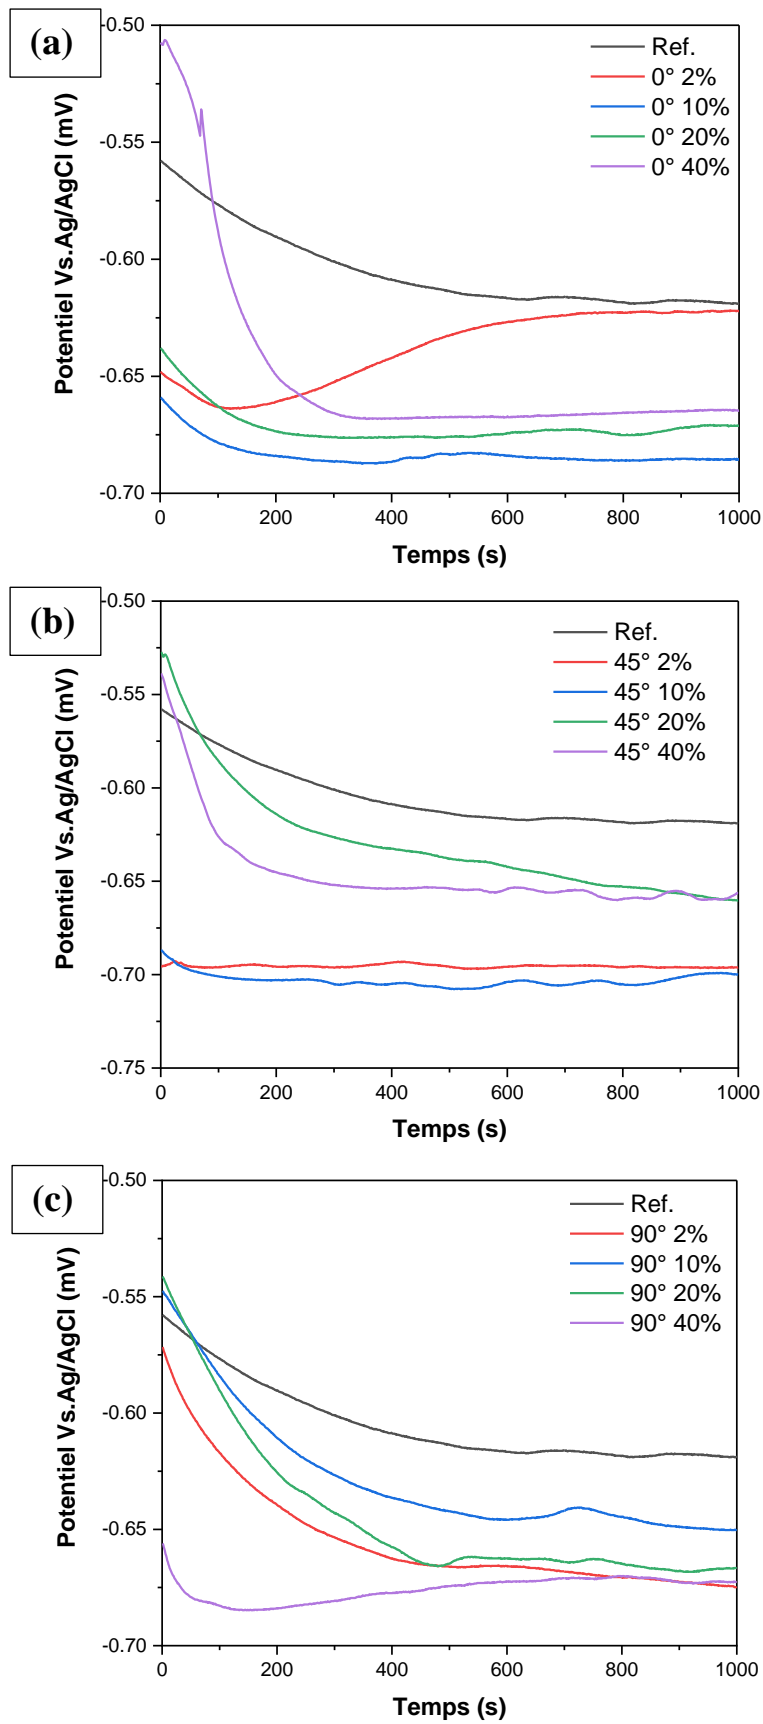 (a)
-0.50
-0.55
-0.60
-0.65
-0.70
Potentiel Vs.Ag/AgCl (mV)
Ref.
0° 2%
0° 10%
0° 20%
0° 40%
0 200 400 600 800 1000
Temps (s)
(b)
-0.50
-0.55
-0.60
-0.65
-0.70
-0.75
Potentiel Vs.Ag/AgCl (mV)
Ref.
45° 2%
45° 10%
45° 20%
45° 40%
0 200 400 600 800 1000
Temps (s)
(c)
-0.50
-0.55
-0.60
-0.65
-0.70
Potentiel Vs.Ag/AgCl (mV)
Ref.
90° 2%
90° 10%
90° 20%
90° 40%
0 200 400 600 800 1000
Temps (s)